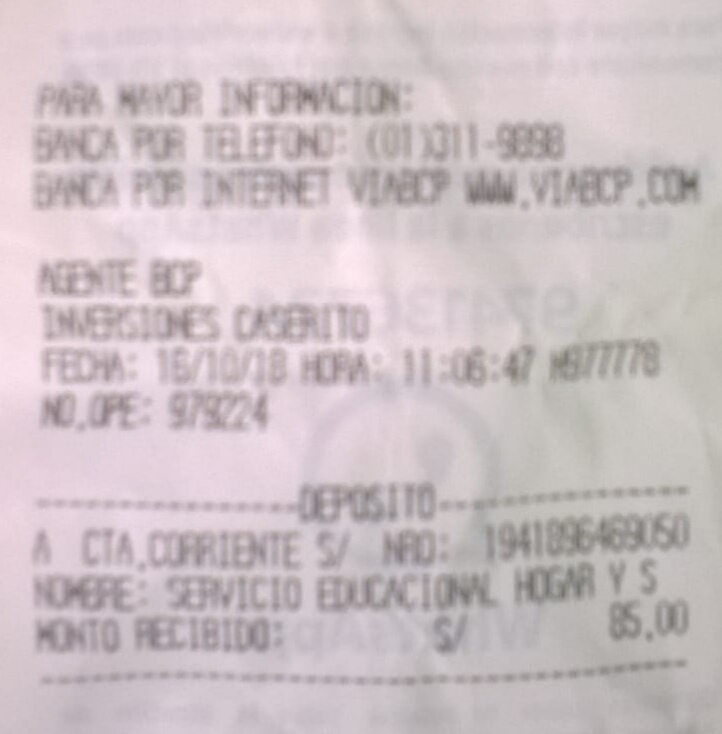 PARA MAYOR INFORMACION:
BANCA POR TELEFONO: (01)311-9898
BANCA POR INTERNET VIABCP WWW.VIABCP.COM
AGENTE BCP
INVERSIONES CASERITO
FECHA: 16/10/18 HORA: 11:06:47 M977778
NO.OPE: 979224
DEPOSITO
A CTA.CORRIENTE S/ NRO: 1941896469050
NOMBRE: SERVICIO EDUCACIONAL HOGAR Y S
MONTO RECIBIDO: S/ 85.00